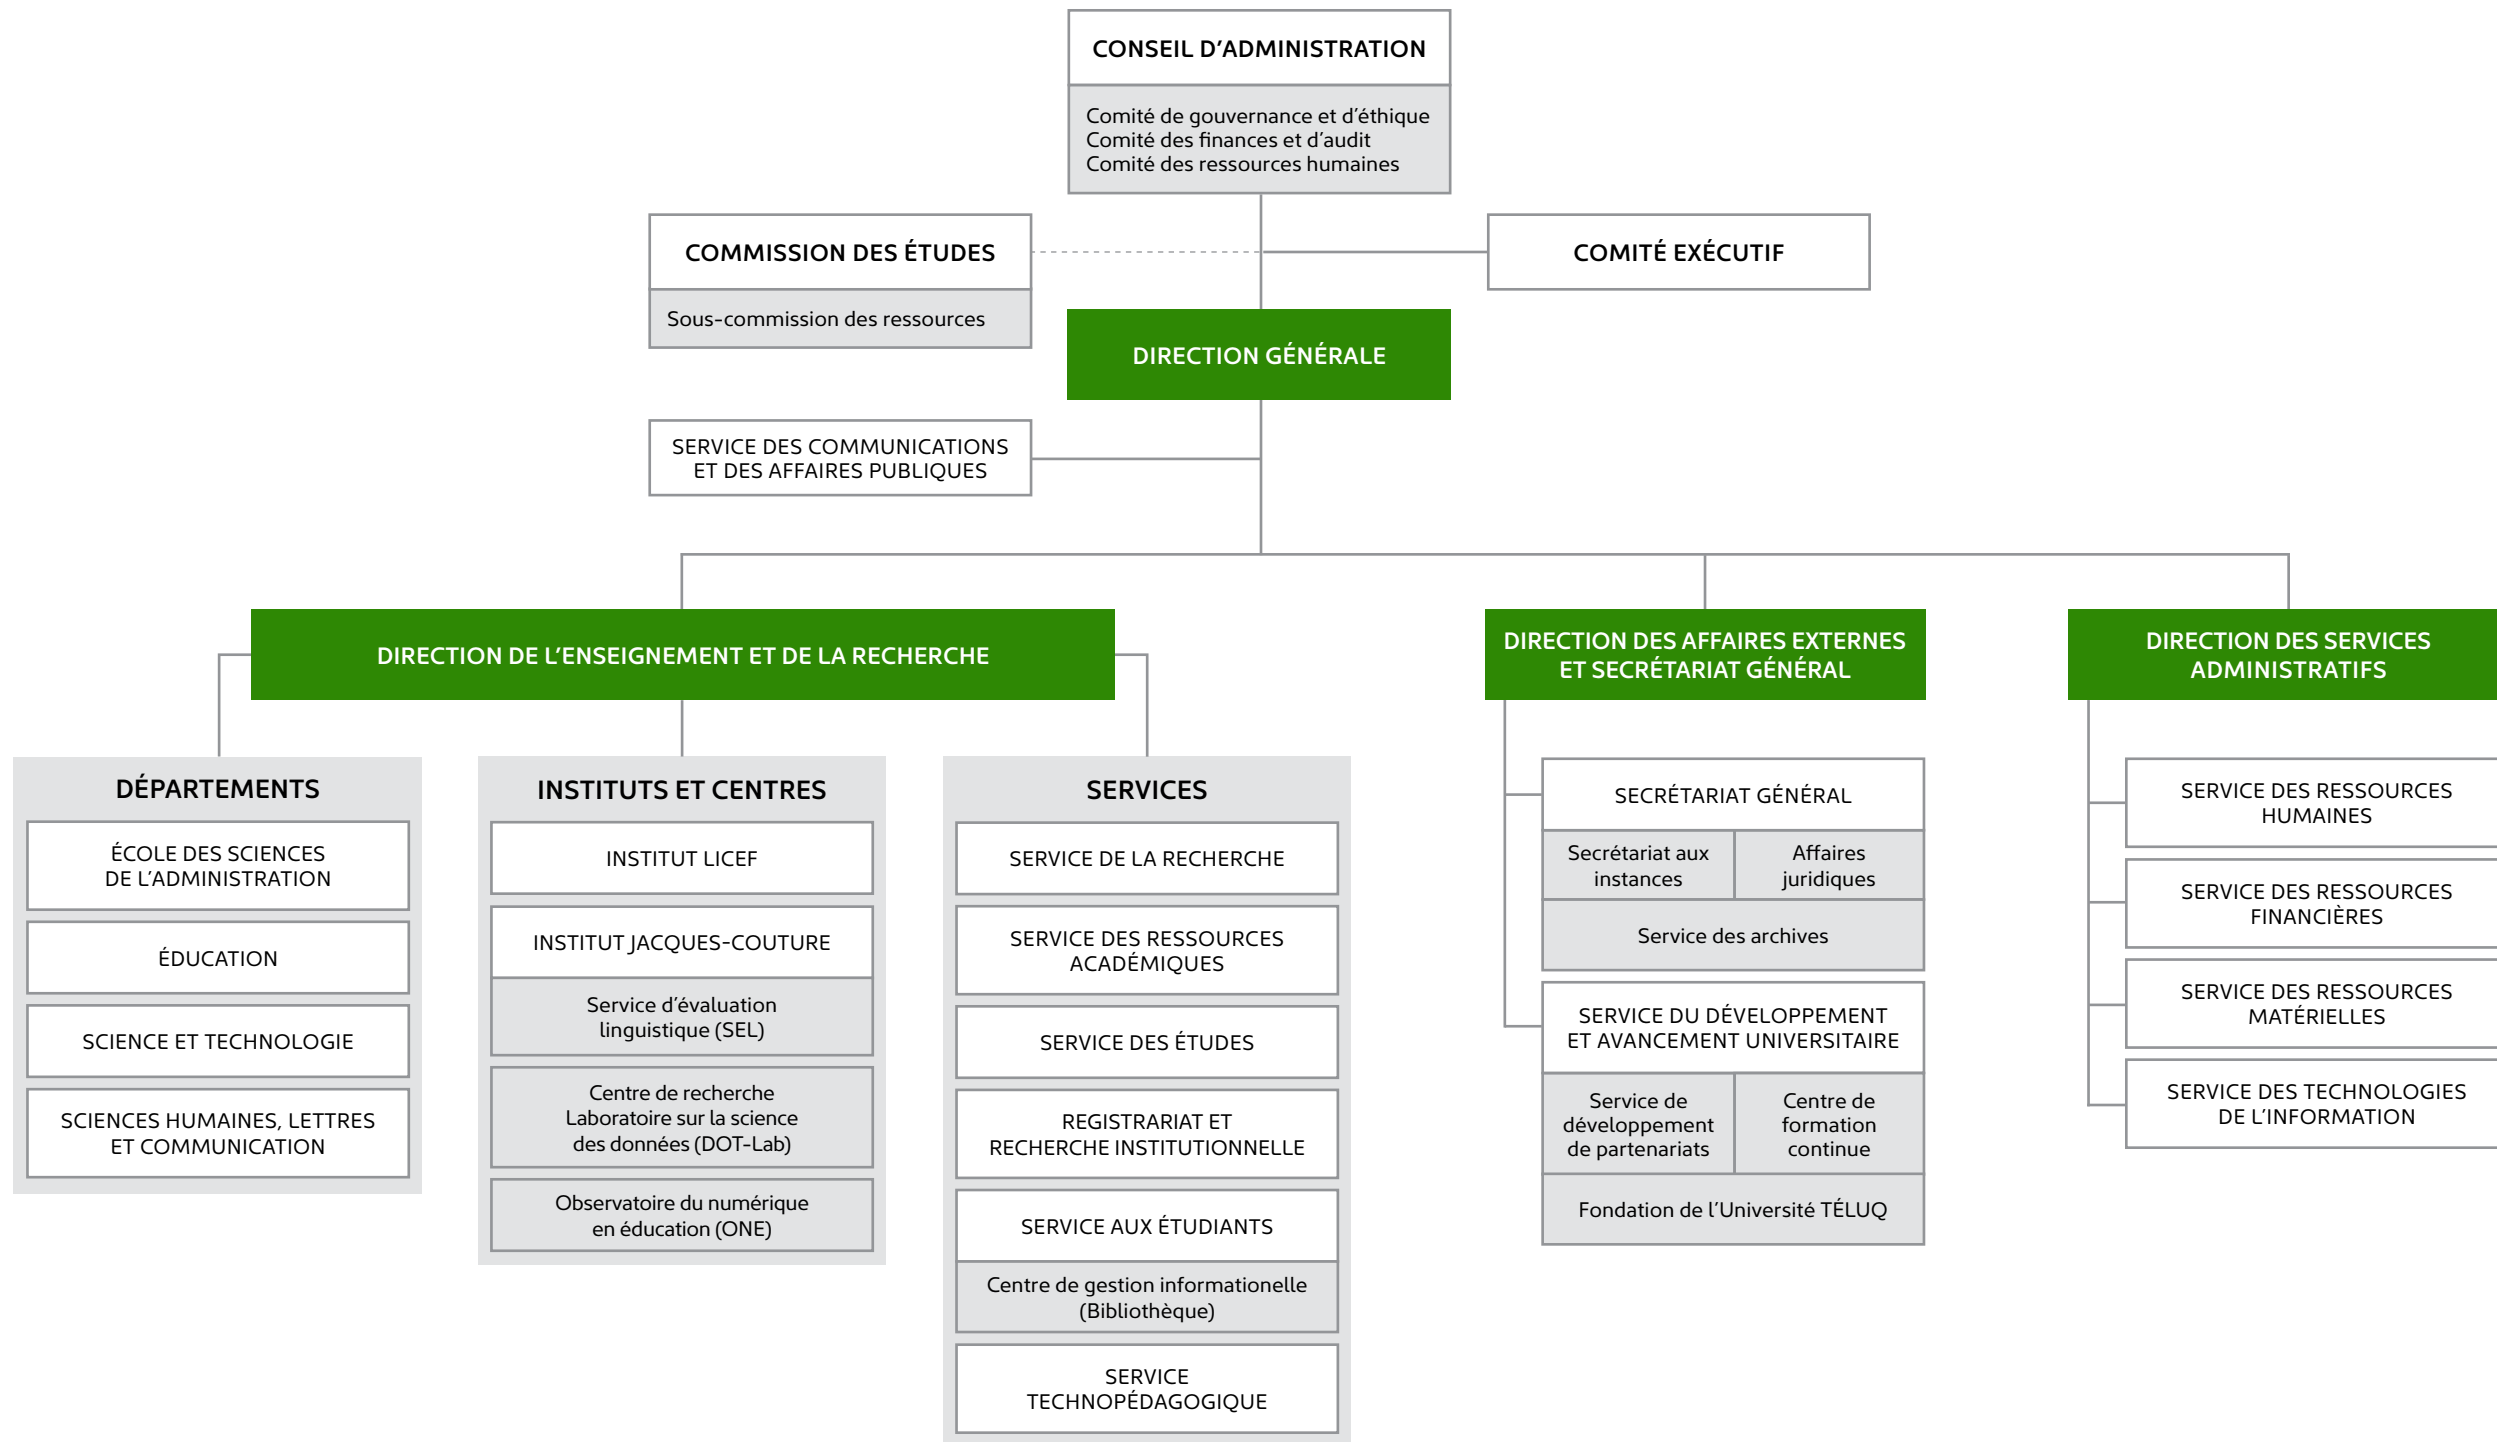 CONSEIL D’ADMINISTRATION
Comité de gouvernance et d’éthique
Comité des finances et d’audit
Comité des ressources humaines
COMMISSION DES ÉTUDES
Sous-commission des ressources
COMITÉ EXÉCUTIF
DIRECTION GÉNÉRALE
SERVICE DES COMMUNICATIONS
ET DES AFFAIRES PUBLIQUES
DIRECTION DE L’ENSEIGNEMENT ET DE LA RECHERCHE
DÉPARTEMENTS
ÉCOLE DES SCIENCES
DE L’ADMINISTRATION
ÉDUCATION
SCIENCE ET TECHNOLOGIE
SCIENCES HUMAINES, LETTRES
ET COMMUNICATION
INSTITUTS ET CENTRES
INSTITUT LICEF
INSTITUT JACQUES-COUTURE
Service d’évaluation
linguistique (SEL)
Centre de recherche
Laboratoire sur la science
des données (DOT-Lab)
Observatoire du numérique
en éducation (ONE)
SERVICES
SERVICE DE LA RECHERCHE
SERVICE DES RESSOURCES
ACADÉMIQUES
SERVICE DES ÉTUDES
REGISTRARIAT ET
RECHERCHE INSTITUTIONNELLE
SERVICE AUX ÉTUDIANTS
Centre de gestion informationelle
(Bibliothèque)
SERVICE
TECHNOPÉDAGOGIQUE
DIRECTION DES AFFAIRES EXTERNES
ET SECRÉTARIAT GÉNÉRAL
SECRÉTARIAT GÉNÉRAL
Secrétariat aux
instances
Affaires
juridiques
Service des archives
SERVICE DU DÉVELOPPEMENT
ET AVANCEMENT UNIVERSITAIRE
Service de
développement
de partenariats
Centre de
formation
continue
Fondation de l’Université TÉLUQ
DIRECTION DES SERVICES
ADMINISTRATIFS
SERVICE DES RESSOURCES
HUMAINES
SERVICE DES RESSOURCES
FINANCIÈRES
SERVICE DES RESSOURCES
MATÉRIELLES
SERVICE DES TECHNOLOGIES
DE L’INFORMATION